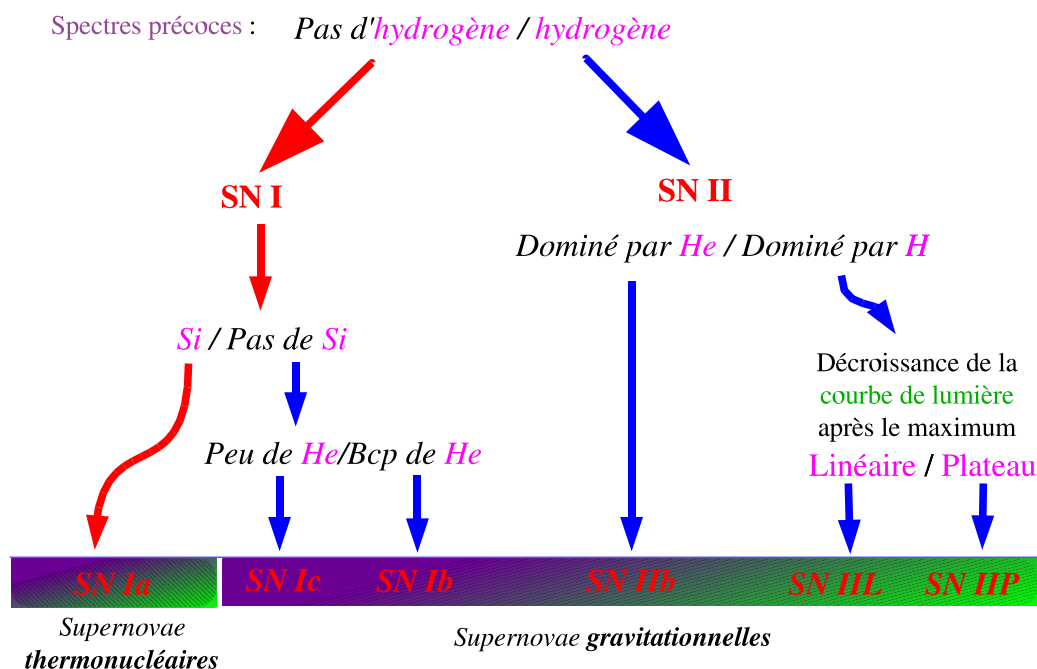 Spectres précoces : Pas d'hydrogène / hydrogène
SN I
SN II
Dominé par He / Dominé par H
Si / Pas de Si
Décroissance de la
courbe de lumière
après le maximum
Linéaire / Plateau
Peu de He/Bcp de He
SN Ia
SN Ic
SN Ib
SN IIb
SN IIL
SN IIP
Supernovae
thermonucléaires
Supernovae gravitationnelles